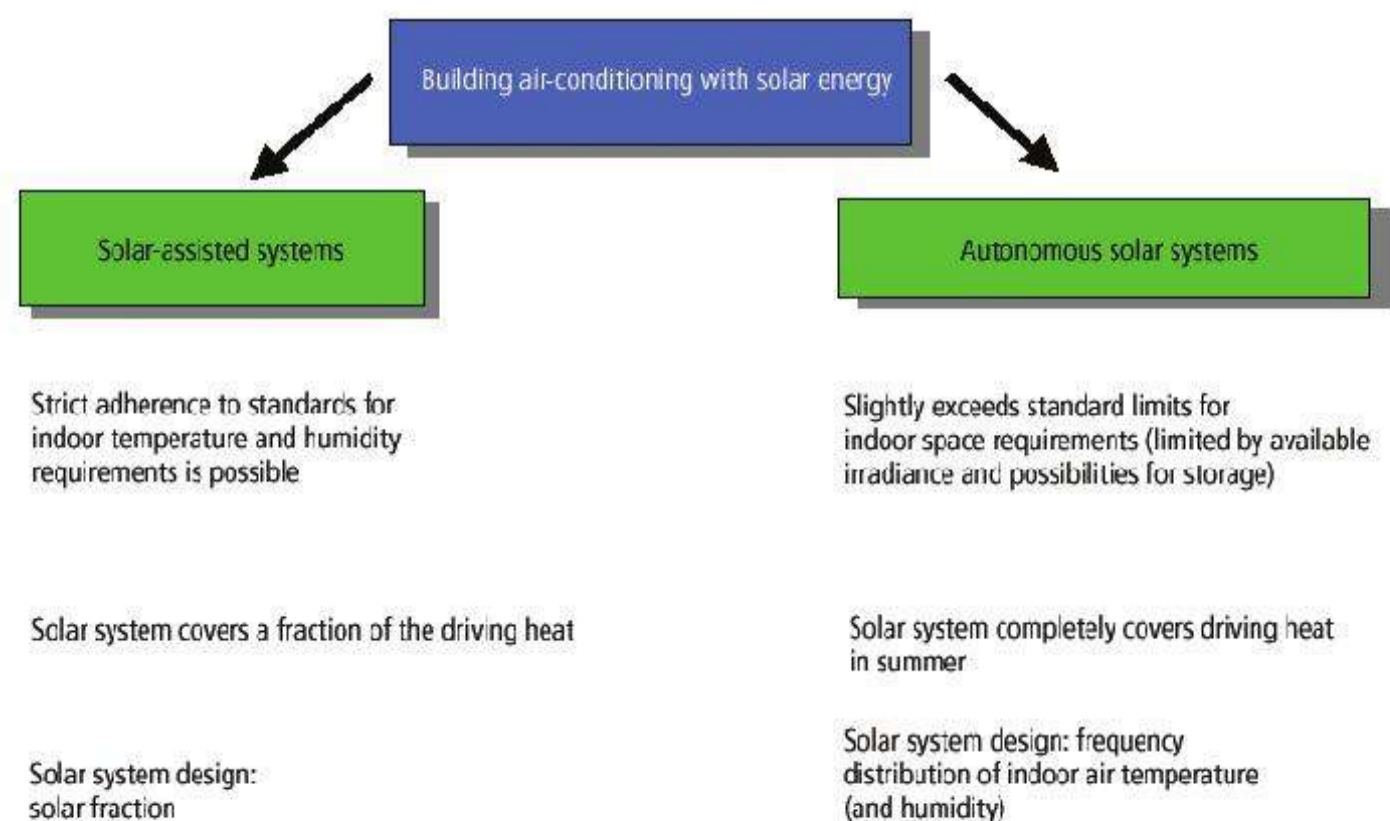 Building air-conditioning with solar energy
Solar-assisted systems
Autonomous solar systems
Strict adherence to standards for
indoor temperature and humidity
requirements is possible
Slightly exceeds standard limits for
indoor space requirements (limited by available
irradiance and possibilities for storage)
Solar system covers a fraction of the driving heat
Solar system completely covers driving heat
in summer
Solar system design:
solar fraction
Solar system design: frequency
distribution of indoor air temperature
(and humidity)